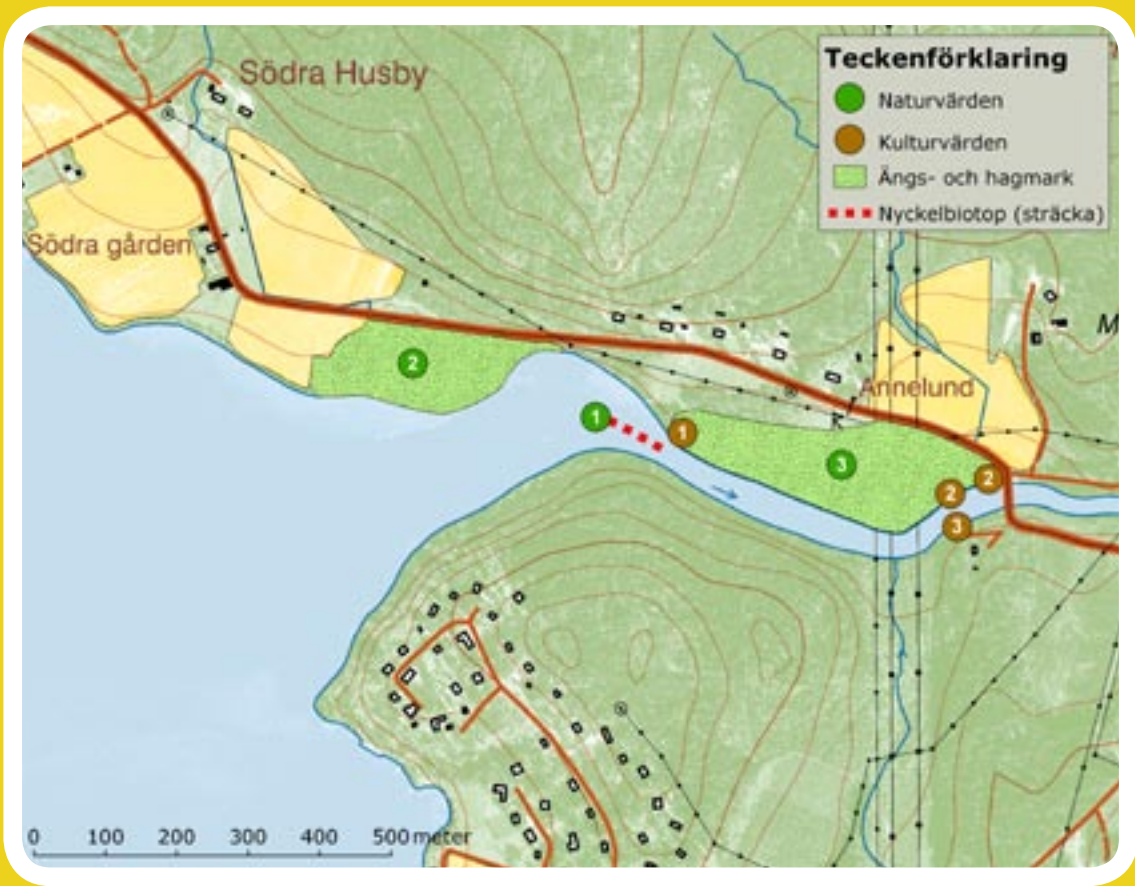 Teckenförklaring
Naturvärden
Kulturvärden
Ängs- och hagmark
Nyckelbiotop (sträcka)
Södra Husby
Södra gården
M
2
Annelund
1
1
3
2
2
3
0 100 200 300 400 500 meter